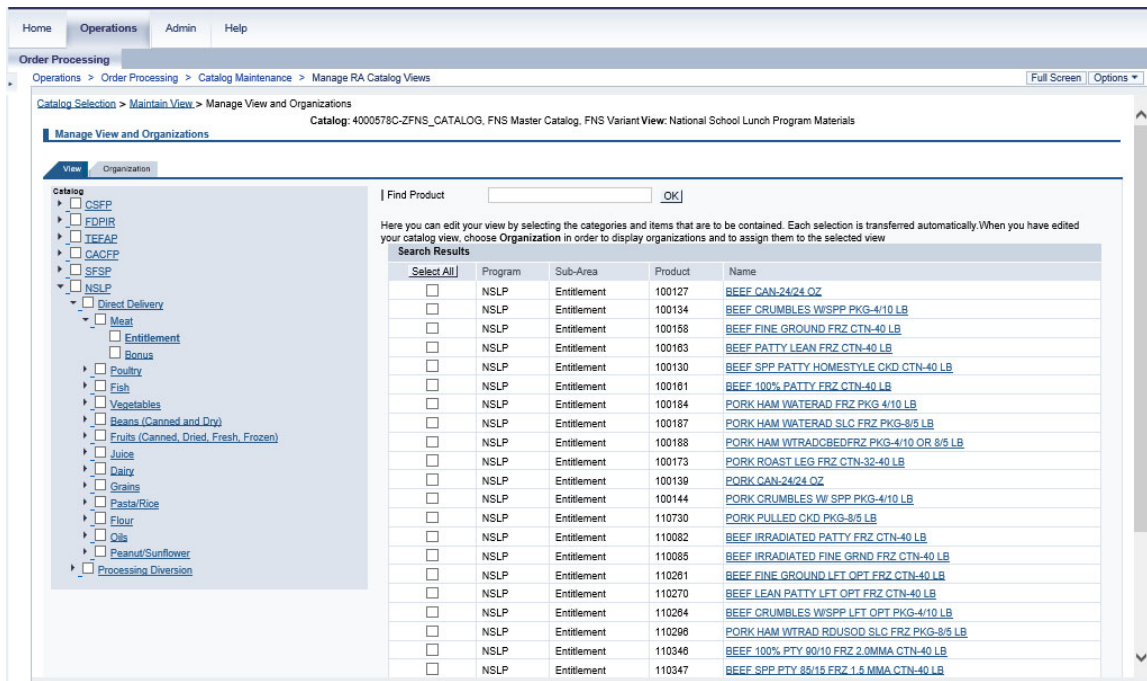 Home Operations Admin Help
Order Processing
Operations > Order Processing > Catalog Maintenance > Manage RA Catalog Views Full Screen Options
Catalog Selection > Maintain View > Manage View and Organizations
Catalog: 4000578C-ZFNS_CATALOG, FNS Master Catalog, FNS Variant View: National School Lunch Program Materials
Manage View and Organizations
View Organization
Catalog
CSFP
FDPIR
TEFAP
CACFP
SFSP
NSLP
Direct Delivery
Meat
Entitlement
Bonus
Poultry
Fish
Vegetables
Beans (Canned and Dry)
Fruits (Canned, Dried, Fresh, Frozen)
Juice
Dairy
Grains
Pasta/Rice
Flour
Oils
Peanut/Sunflower
Processing Diversion
Find Product OK
Here you can edit your view by selecting the categories and items that are to be contained. Each selection is transferred automatically.When you have edited
your catalog view, choose Organization in order to display organizations and to assign them to the selected view
Search Results
Select All Program Sub-Area Product Name
NSLP Entitlement 100127 BEEF CAN-24/24 OZ
NSLP Entitlement 100134 BEEF CRUMBLES W/SPP PKG-4/10 LB
NSLP Entitlement 100158 BEEF FINE GROUND FRZ CTN-40 LB
NSLP Entitlement 100163 BEEF PATTY LEAN FRZ CTN-40 LB
NSLP Entitlement 100130 BEEF SPP PATTY HOMESTYLE CKD CTN-40 LB
NSLP Entitlement 100161 BEEF 100% PATTY FRZ CTN-40 LB
NSLP Entitlement 100184 PORK HAM WATERAD FRZ PKG 4/10 LB
NSLP Entitlement 100187 PORK HAM WATERAD SLC FRZ PKG-8/5 LB
NSLP Entitlement 100188 PORK HAM WTRADCBEDFRZ PKG-4/10 OR 8/5 LB
NSLP Entitlement 100173 PORK ROAST LEG FRZ CTN-32-40 LB
NSLP Entitlement 100139 PORK CAN-24/24 OZ
NSLP Entitlement 100144 PORK CRUMBLES W/ SPP PKG-4/10 LB
NSLP Entitlement 110730 PORK PULLED CKD PKG-8/5 LB
NSLP Entitlement 110082 BEEF IRRADIATED PATTY FRZ CTN-40 LB
NSLP Entitlement 110085 BEEF IRRADIATED FINE GRND FRZ CTN-40 LB
NSLP Entitlement 110261 BEEF FINE GROUND LFT OPT FRZ CTN-40 LB
NSLP Entitlement 110270 BEEF LEAN PATTY LFT OPT FRZ CTN-40 LB
NSLP Entitlement 110264 BEEF CRUMBLES W/SPP LFT OPT PKG-4/10 LB
NSLP Entitlement 110296 PORK HAM WTRAD RDUSOD SLC FRZ PKG-8/5 LB
NSLP Entitlement 110346 BEEF 100% PTY 90/10 FRZ 2.0MMA CTN-40 LB
NSLP Entitlement 110347 BEEF SPP PTY 85/15 FRZ 1.5 MMA CTN-40 LB